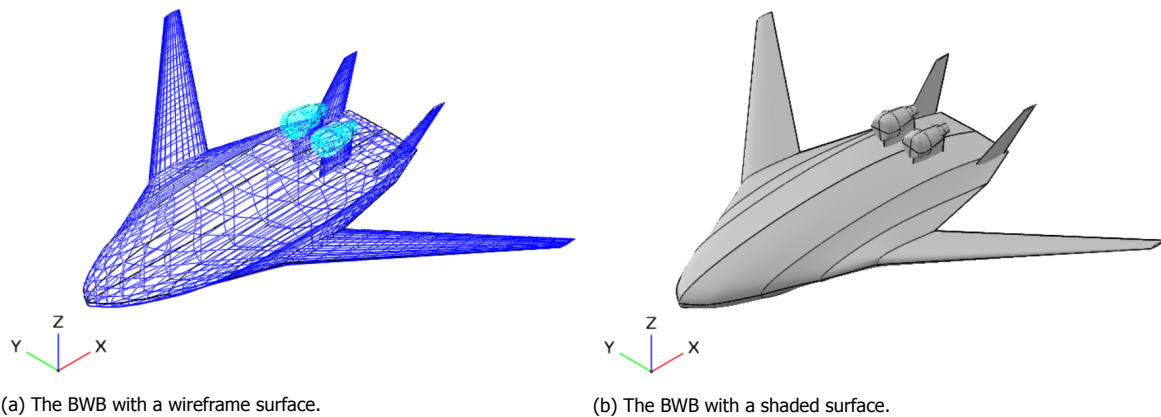 Z
Y
X
Z
Y
X
(a) The BWB with a wireframe surface.
(b) The BWB with a shaded surface.